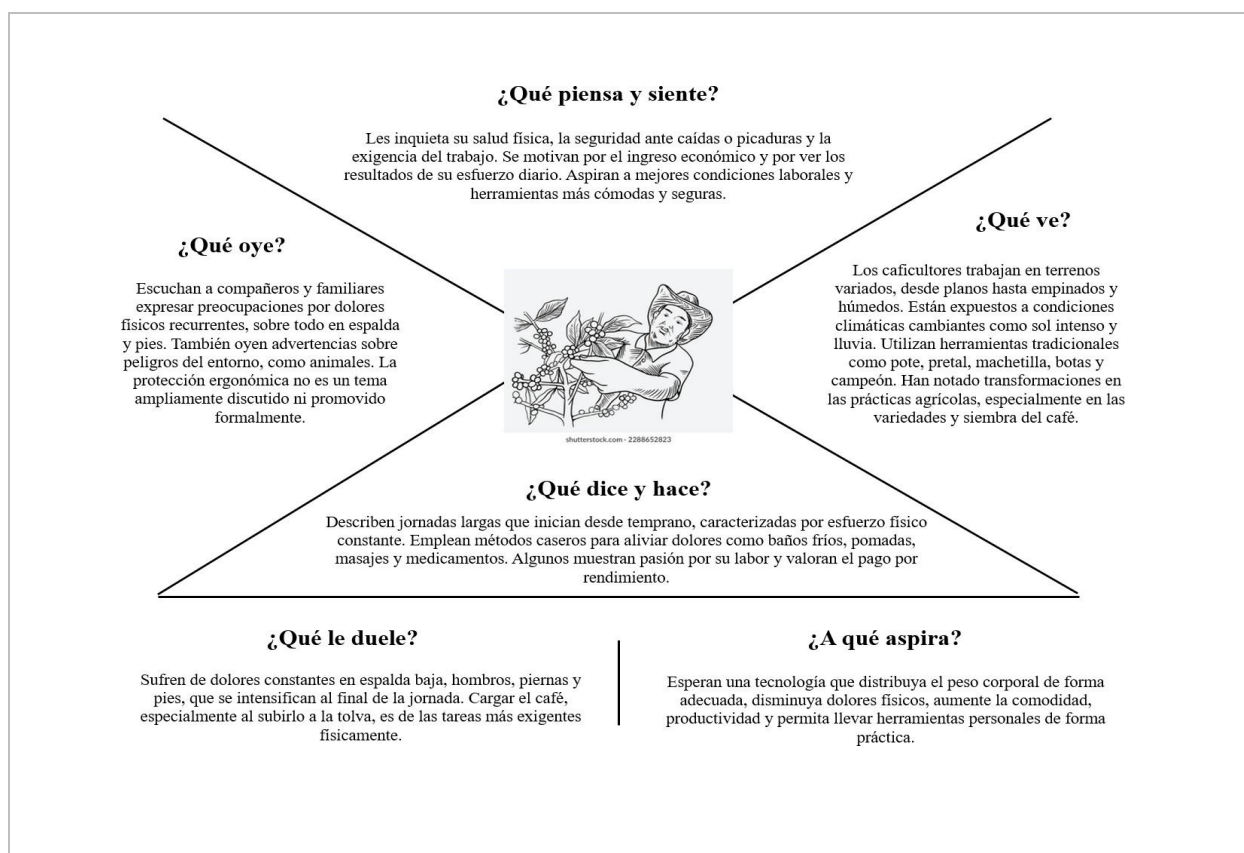 ¿Qué piensa y siente?
Les inquieta su salud física, la seguridad ante caídas o picaduras y la
exigencia del trabajo. Se motivan por el ingreso económico y por ver los
resultados de su esfuerzo diario. Aspiran a mejores condiciones laborales y
herramientas más cómodas y seguras.
¿Qué oye?
Escuchan a compañeros y familiares
expresar preocupaciones por dolores
físicos recurrentes, sobre todo en espalda
y pies. También oyen advertencias sobre
peligros del entorno, como animales. La
protección ergonómica no es un tema
ampliamente discutido ni promovido
formalmente.
¿Qué ve?
Los caficultores trabajan en terrenos
variados, desde planos hasta empinados y
húmedos. Están expuestos a condiciones
climáticas cambiantes como sol intenso y
lluvia. Utilizan herramientas tradicionales
como pote, pretal, machetilla, botas y
campeón. Han notado transformaciones en
las prácticas agrícolas, especialmente en las
variedades y siembra del café.
shutterstock.com · 2288652823
¿Qué dice y hace?
Describen jornadas largas que inician desde temprano, caracterizadas por esfuerzo físico
constante. Emplean métodos caseros para aliviar dolores como baños fríos, pomadas,
masajes y medicamentos. Algunos muestran pasión por su labor y valoran el pago por
rendimiento.
¿Qué le duele?
Sufren de dolores constantes en espalda baja, hombros, piernas y
pies, que se intensifican al final de la jornada. Cargar el café,
especialmente al subirlo a la tolva, es de las tareas más exigentes
físicamente.
¿A qué aspira?
Esperan una tecnología que distribuya el peso corporal de forma
adecuada, disminuya dolores físicos, aumente la comodidad,
productividad y permita llevar herramientas personales de forma
práctica.